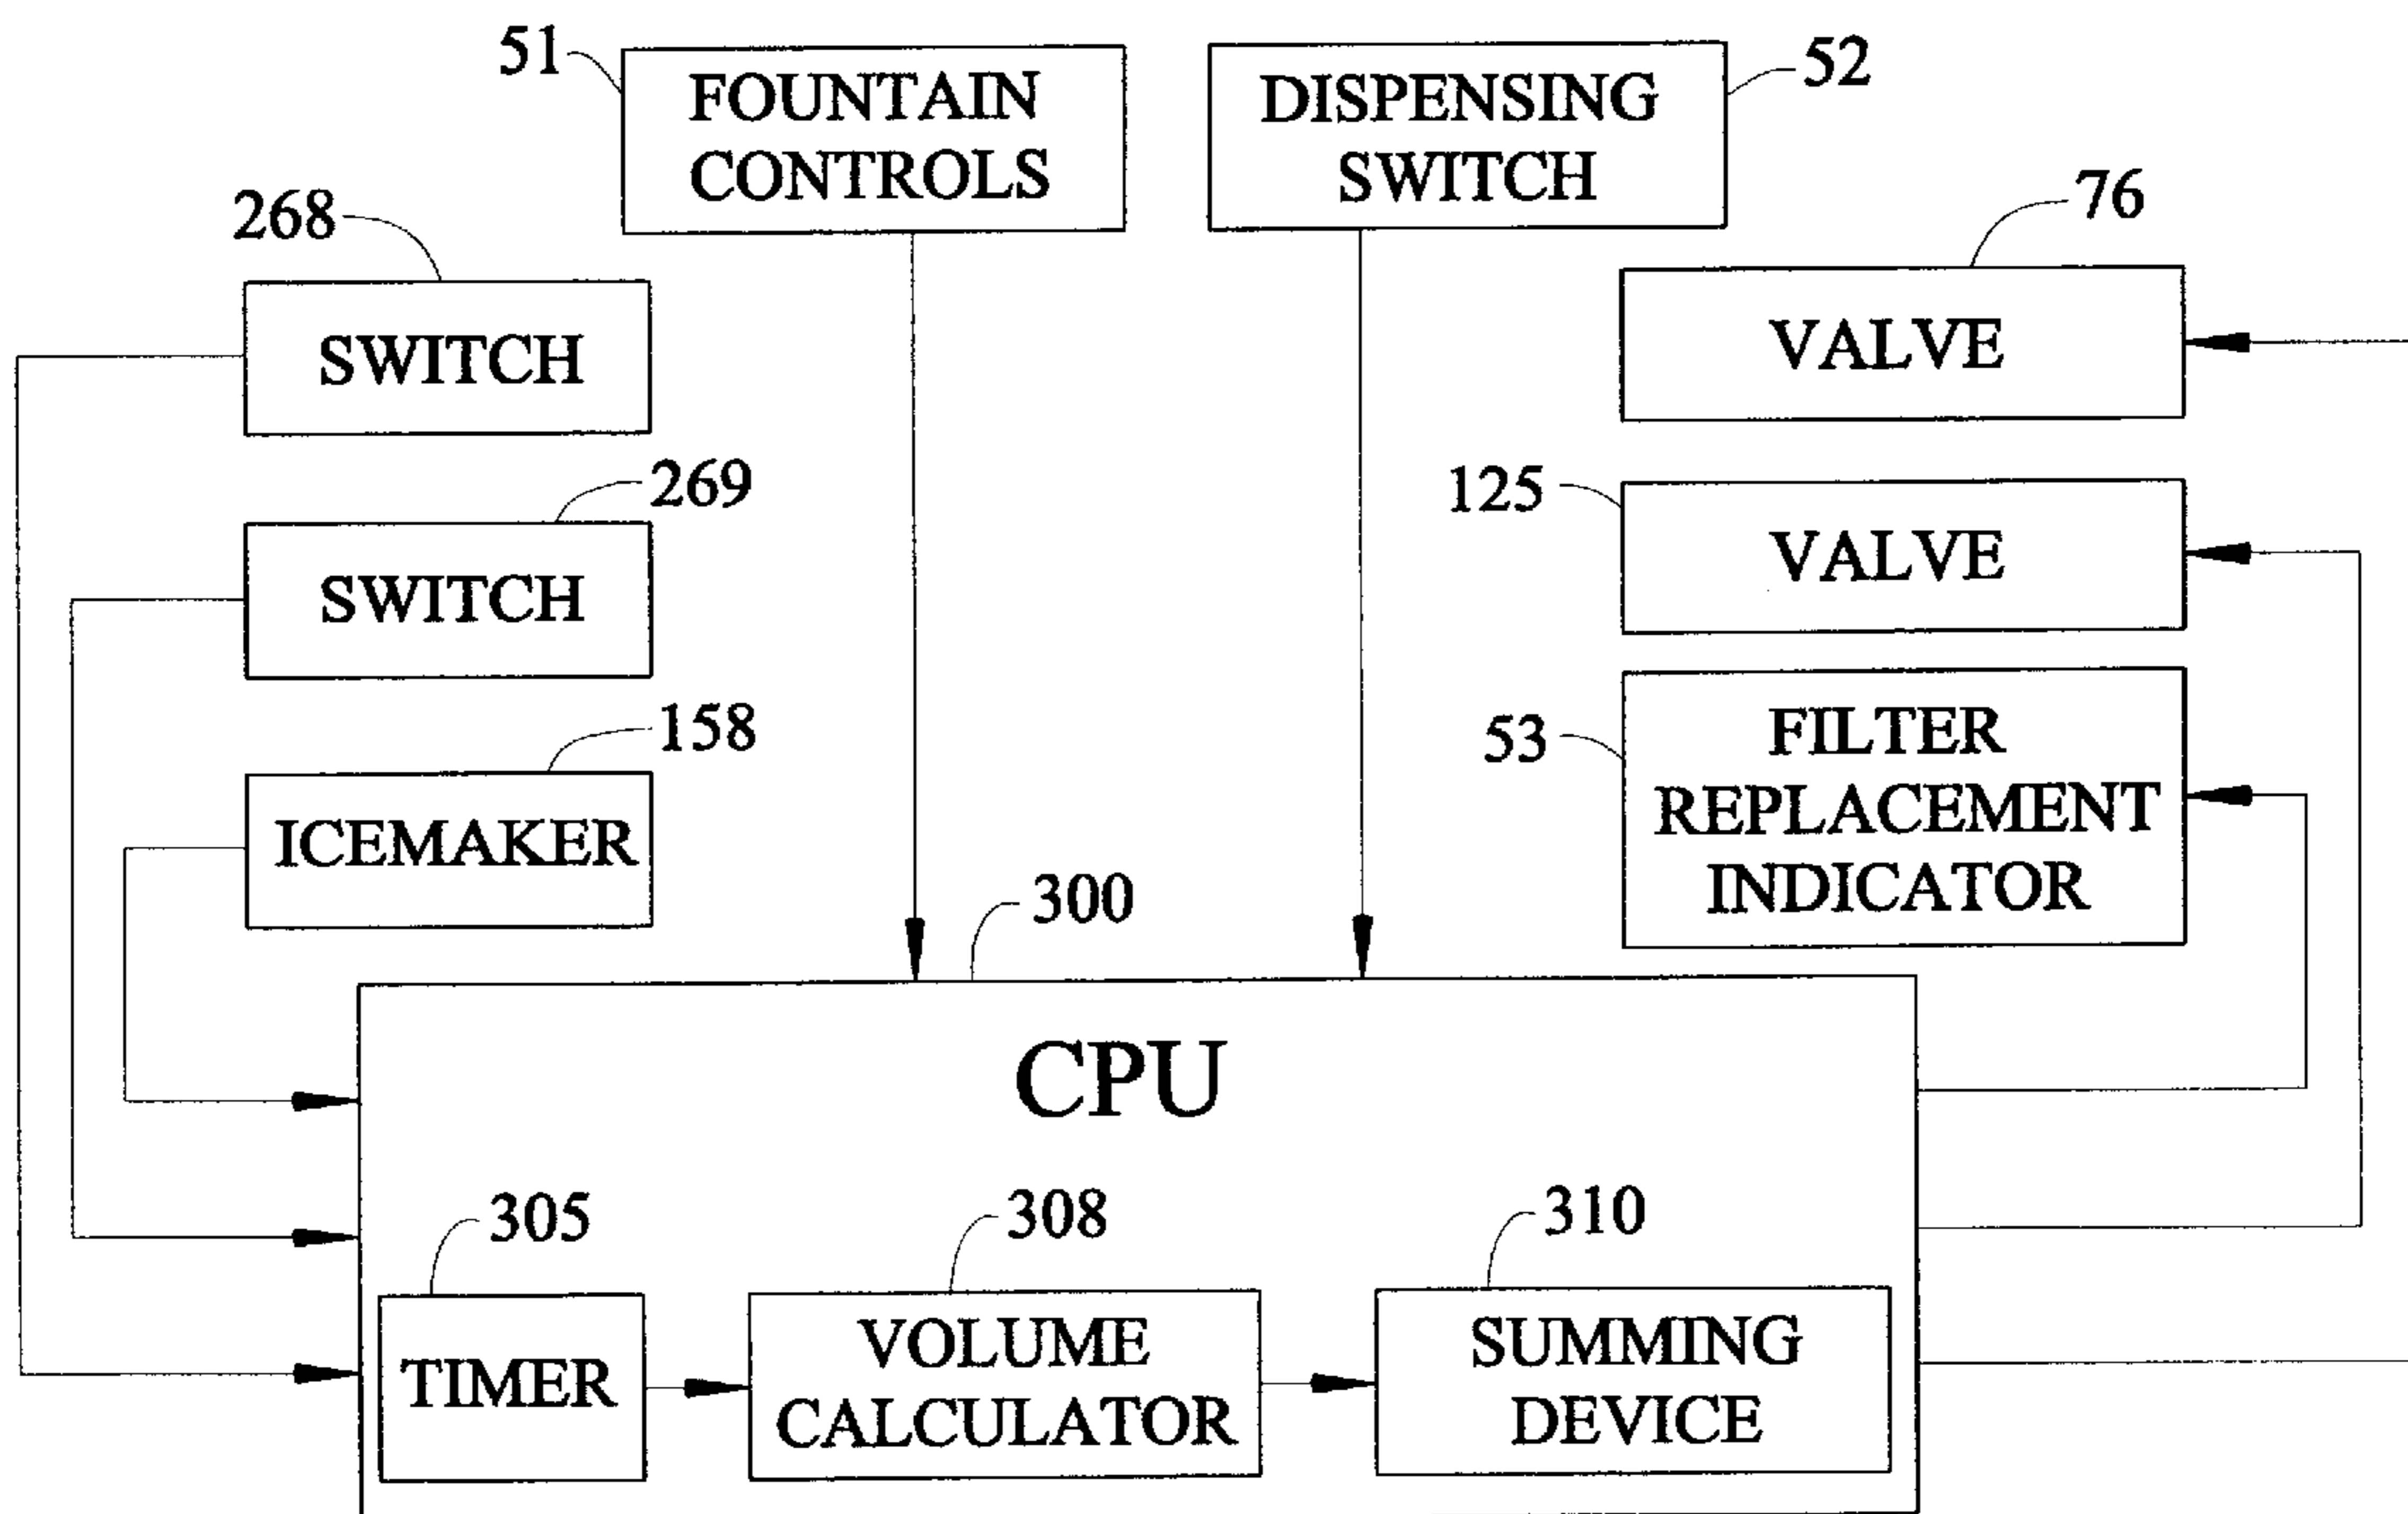 51
FOUNTAIN
CONTROLS
DISPENSING
SWITCH
52
268
SWITCH
76
VALVE
269
SWITCH
125
VALVE
158
ICEMAKER
53
FILTER
REPLACEMENT
INDICATOR
300
CPU
305
TIMER
308
VOLUME
CALCULATOR
310
SUMMING
DEVICE